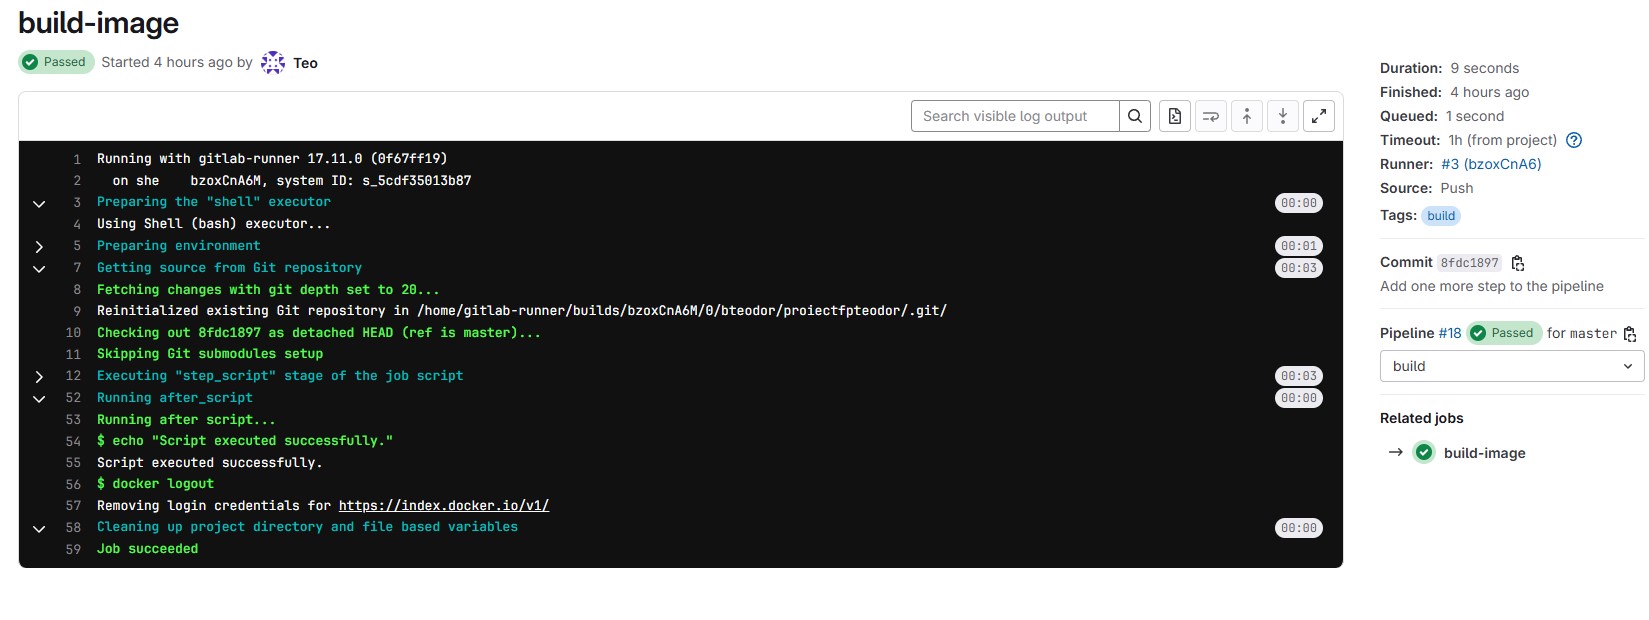 build-image
Passed Started 4 hours ago by Teo
Search visible log output
1 Running with gitlab-runner 17.11.0 (0f67ff19)
2 on she bzoxCnA6M, system ID: s_5cdf35013b87
3 Preparing the "shell" executor 00:00
4 Using Shell (bash) executor...
5 Preparing environment 00:01
7 Getting source from Git repository 00:03
8 Fetching changes with git depth set to 20...
9 Reinitialized existing Git repository in /home/gitlab-runner/builds/bzoxCnA6M/0/bteodor/proiectfpteodor/.git/
10 Checking out 8fdc1897 as detached HEAD (ref is master)...
11 Skipping Git submodules setup
12 Executing "step_script" stage of the job script 00:03
52 Running after_script 00:00
53 Running after script...
54 $ echo "Script executed successfully."
55 Script executed successfully.
56 $ docker logout
57 Removing login credentials for https://index.docker.io/v1/
58 Cleaning up project directory and file based variables 00:00
59 Job succeeded
Duration: 9 seconds
Finished: 4 hours ago
Queued: 1 second
Timeout: 1h (from project) ?
Runner: #3 (bzoxCnA6)
Source: Push
Tags: build
Commit 8fdc1897
Add one more step to the pipeline
Pipeline #18 Passed for master
build
Related jobs
→ build-image